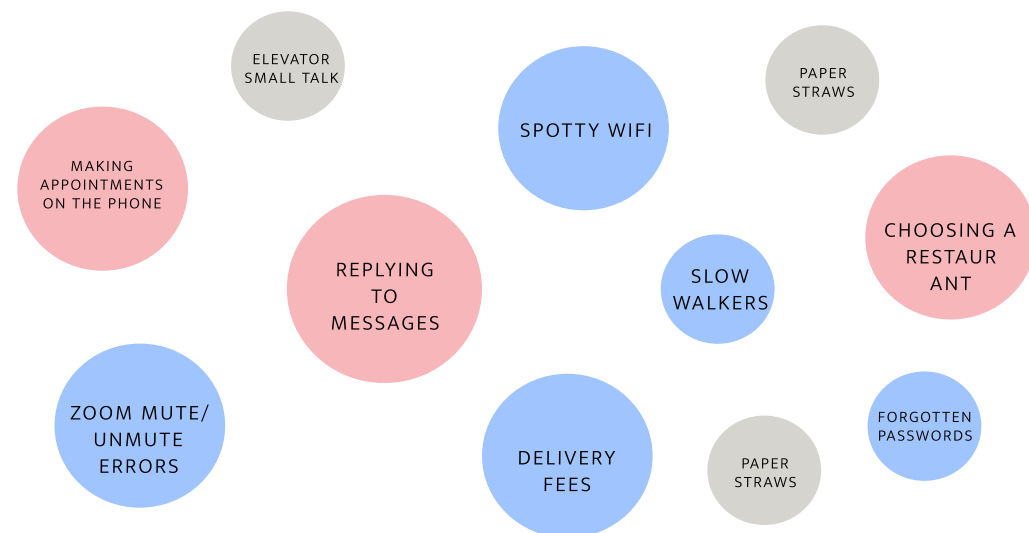 ELEVATOR
SMALL TALK
PAPER
STRAWS
SPOTTY WIFI
MAKING
APPOINTMENTS
ON THE PHONE
CHOOSING A
RESTAUR
ANT
REPLYING
TO
MESSAGES
SLOW
WALKERS
ZOOM MUTE/
UNMUTE
ERRORS
FORGOTTEN
PASSWORDS
DELIVERY
FEES
PAPER
STRAWS